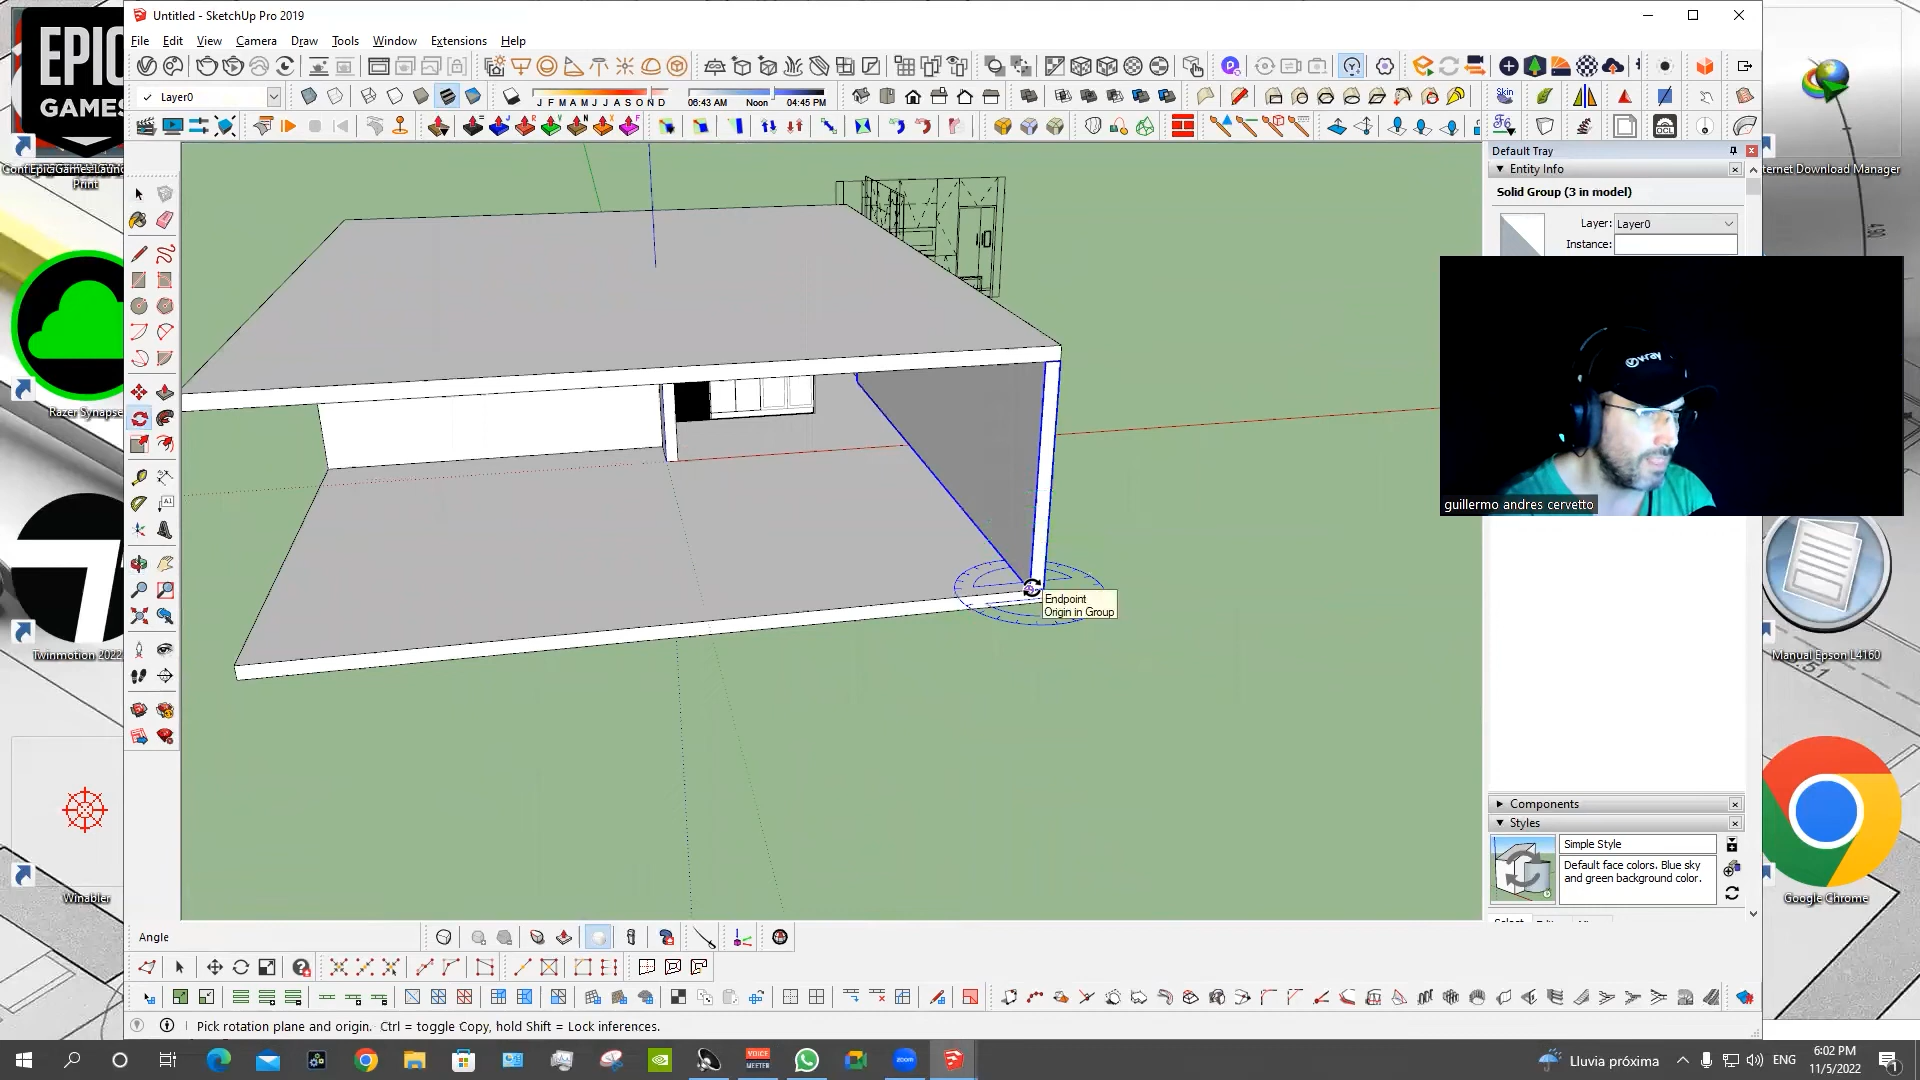 Untitled - SketchUp Pro 2019
File Edit View Camera Draw Tools Window Extensions Help
Layer0
J F M A M J J A S O N D
06:43 AM Noon 04:45 PM
EPIC
GAMES
Print
Razer Synapse
Twinmotion 2022
Winabler
Default Tray
Entity Info
Solid Group (3 in model)
Layer: Layer0
Instance:
guillermo andres cervetto
Endpoint
Origin in Group
Components
Styles
Simple Style
Default face colors. Blue sky
and green background color.
Manual Epson L4160
Google Chrome
Angle
Pick rotation plane and origin. Ctrl = toggle Copy, hold Shift = Lock inferences.
Lluvia próxima
ENG
6:02 PM
11/5/2022